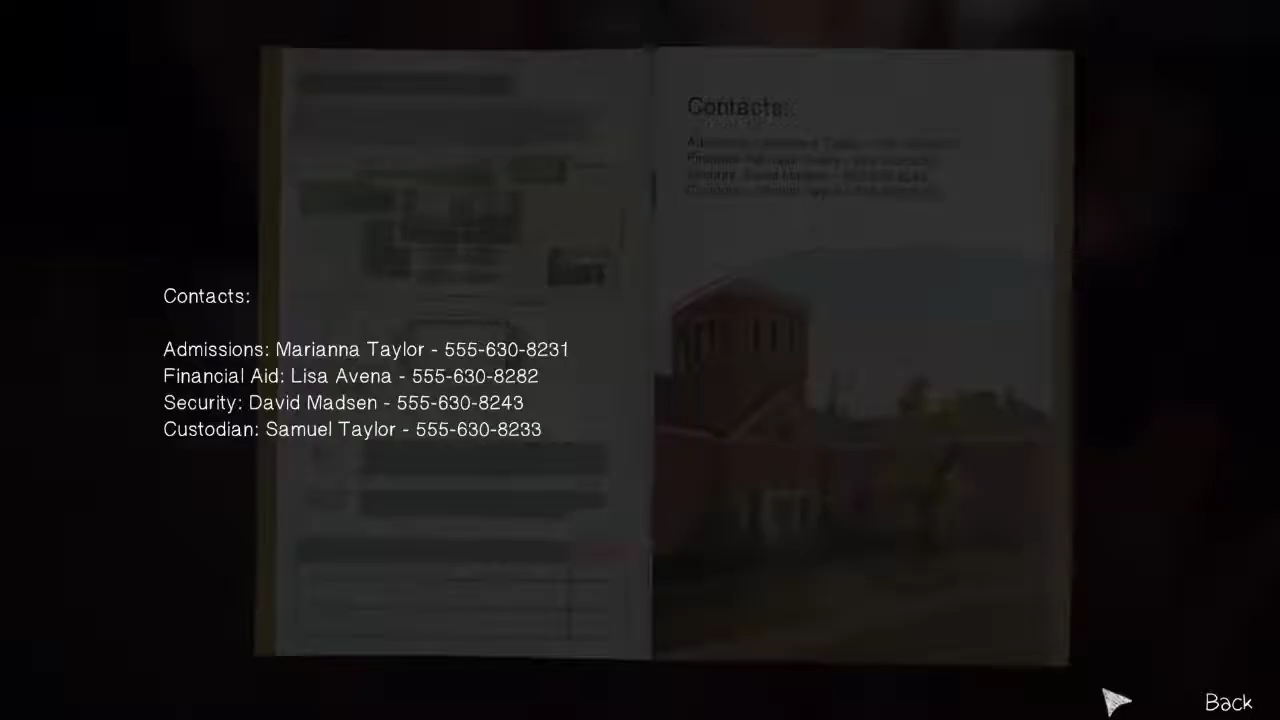 Contacts:
Contacts:
Admissions: Marianna Taylor - 555-630-8231
Financial Aid: Lisa Avena - 555-630-8282
Security: David Madsen - 555-630-8243
Custodian: Samuel Taylor - 555-630-8233
Back